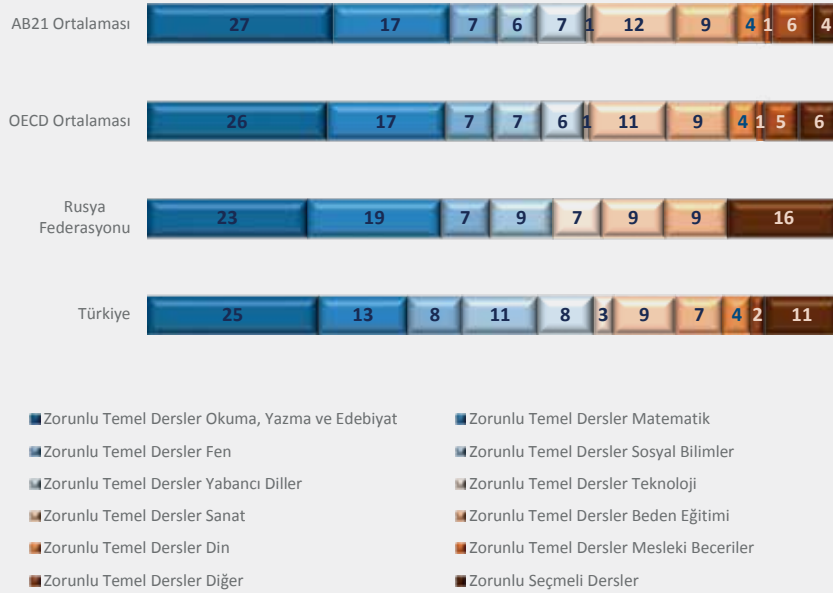 AB21 Ortalaması 27 17 7 6 7 1 12 9 4 1 6 4
OECD Ortalaması 26 17 7 7 6 1 11 9 4 1 5 6
Rusya
Federasyonu 23 19 7 9 7 9 9 16
Türkiye 25 13 8 11 8 3 9 7 4 2 11
Zorunlu Temel Dersler Okuma, Yazma ve Edebiyat
Zorunlu Temel Dersler Matematik
Zorunlu Temel Dersler Fen
Zorunlu Temel Dersler Sosyal Bilimler
Zorunlu Temel Dersler Yabancı Diller
Zorunlu Temel Dersler Teknoloji
Zorunlu Temel Dersler Sanat
Zorunlu Temel Dersler Beden Eğitimi
Zorunlu Temel Dersler Din
Zorunlu Temel Dersler Mesleki Beceriler
Zorunlu Temel Dersler Diğer
Zorunlu Seçmeli Dersler